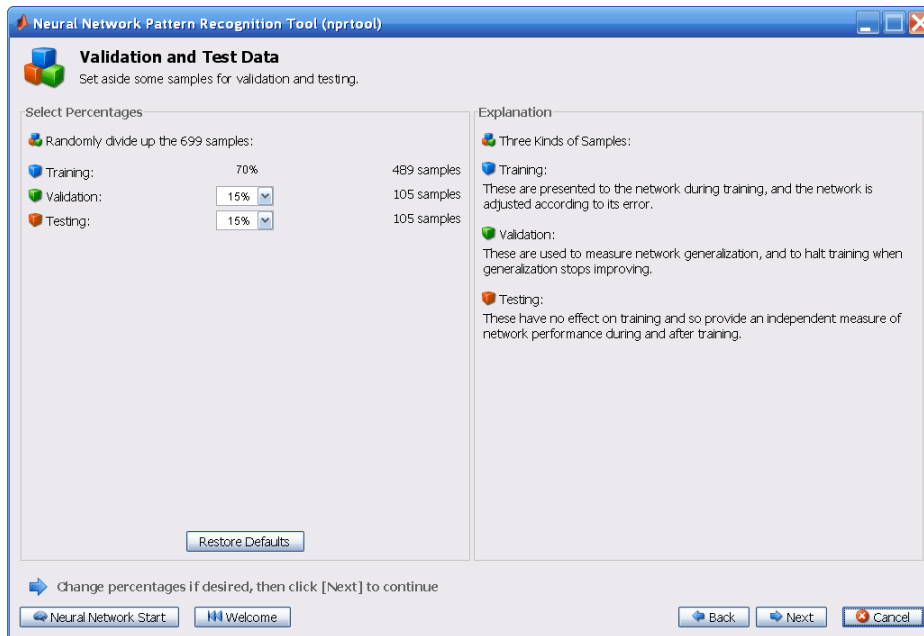 Neural Network Pattern Recognition Tool (nprtool)
Validation and Test Data
Set aside some samples for validation and testing.
Select Percentages
Randomly divide up the 699 samples:
Training: 70% 489 samples
Validation: 15% 105 samples
Testing: 15% 105 samples
Restore Defaults
Explanation
Three Kinds of Samples:
Training:
These are presented to the network during training, and the network is
adjusted according to its error.
Validation:
These are used to measure network generalization, and to halt training when
generalization stops improving.
Testing:
These have no effect on training and so provide an independent measure of
network performance during and after training.
Change percentages if desired, then click [Next] to continue
Neural Network Start Welcome Back Next Cancel